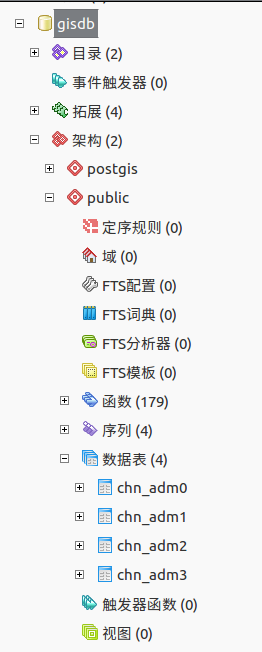 gisdb
目录 (2)
事件触发器 (0)
拓展 (4)
架构 (2)
postgis
public
定序规则 (0)
域 (0)
FTS配置 (0)
FTS词典 (0)
FTS分析器 (0)
FTS模板 (0)
函数 (179)
序列 (4)
数据表 (4)
chn_adm0
chn_adm1
chn_adm2
chn_adm3
触发器函数 (0)
视图 (0)